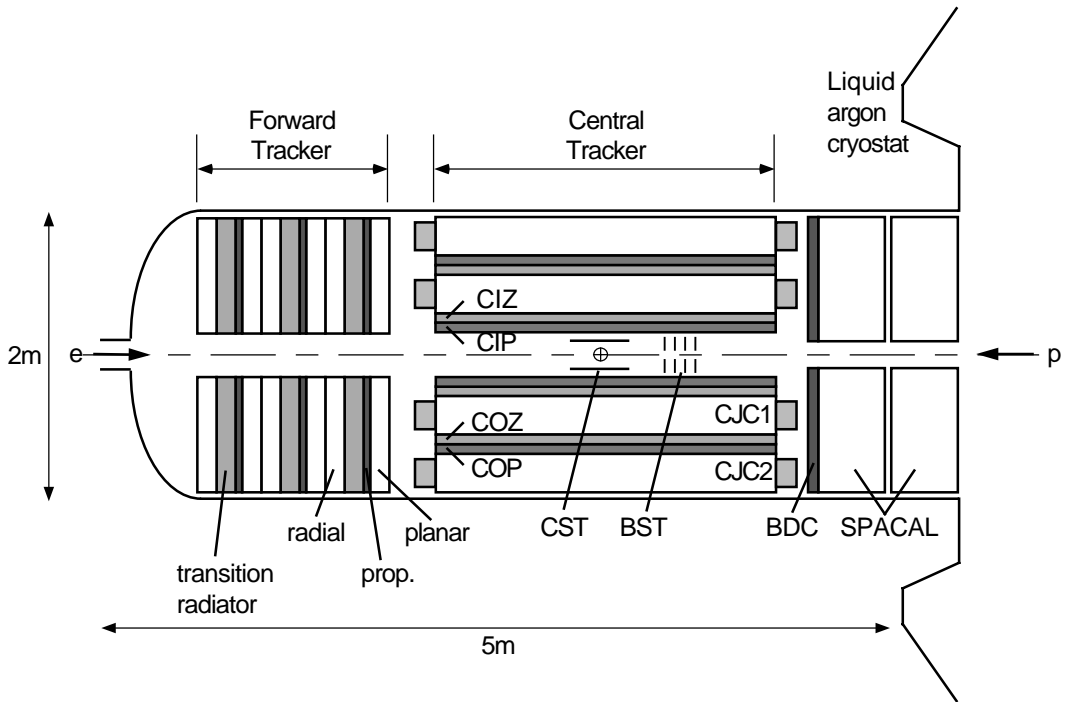 Liquid
argon
cryostat
Forward
Tracker
Central
Tracker
CIZ
CIP
2m
e
p
COZ
COP
CJC1
CJC2
radial
planar
CST
BST
BDC
SPACAL
transition
radiator
prop.
5m